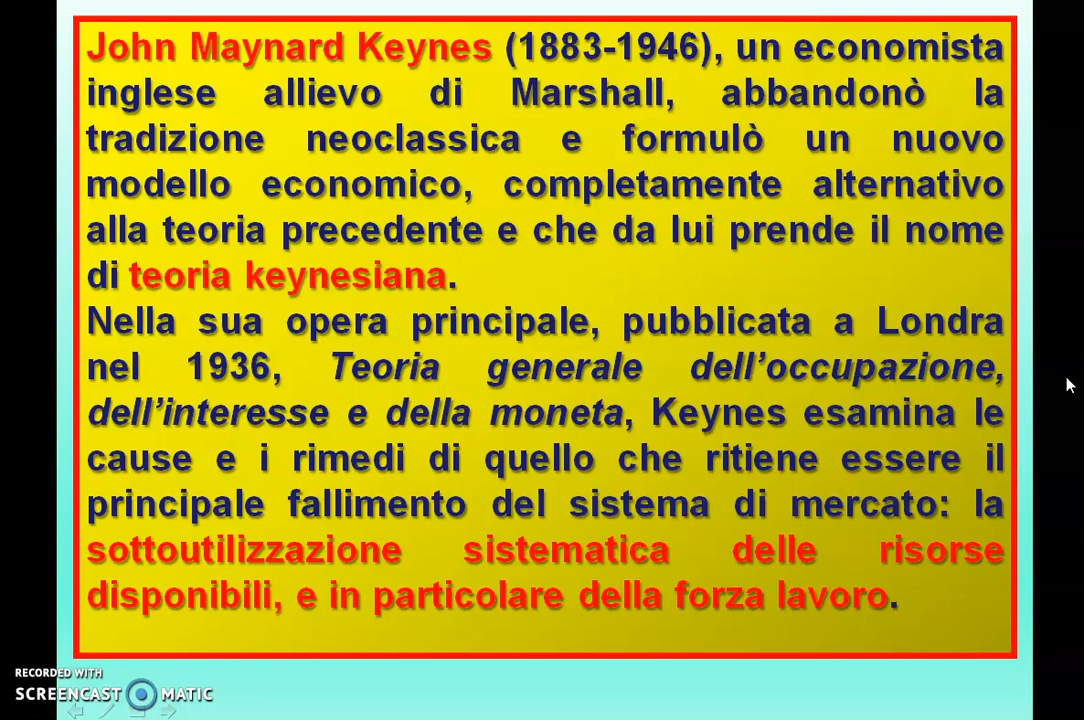 John Maynard Keynes (1883-1946), un economista
inglese allievo di Marshall, abbandonò la
tradizione neoclassica e formulò un nuovo
modello economico, completamente alternativo
alla teoria precedente e che da lui prende il nome
di teoria keynesiana.
Nella sua opera principale, pubblicata a Londra
nel 1936, Teoria generale dell’occupazione,
dell’interesse e della moneta, Keynes esamina le
cause e i rimedi di quello che ritiene essere il
principale fallimento del sistema di mercato: la
sottoutilizzazione sistematica delle risorse
disponibili, e in particolare della forza lavoro.
RECORDED WITH
SCREENCAST MATIC